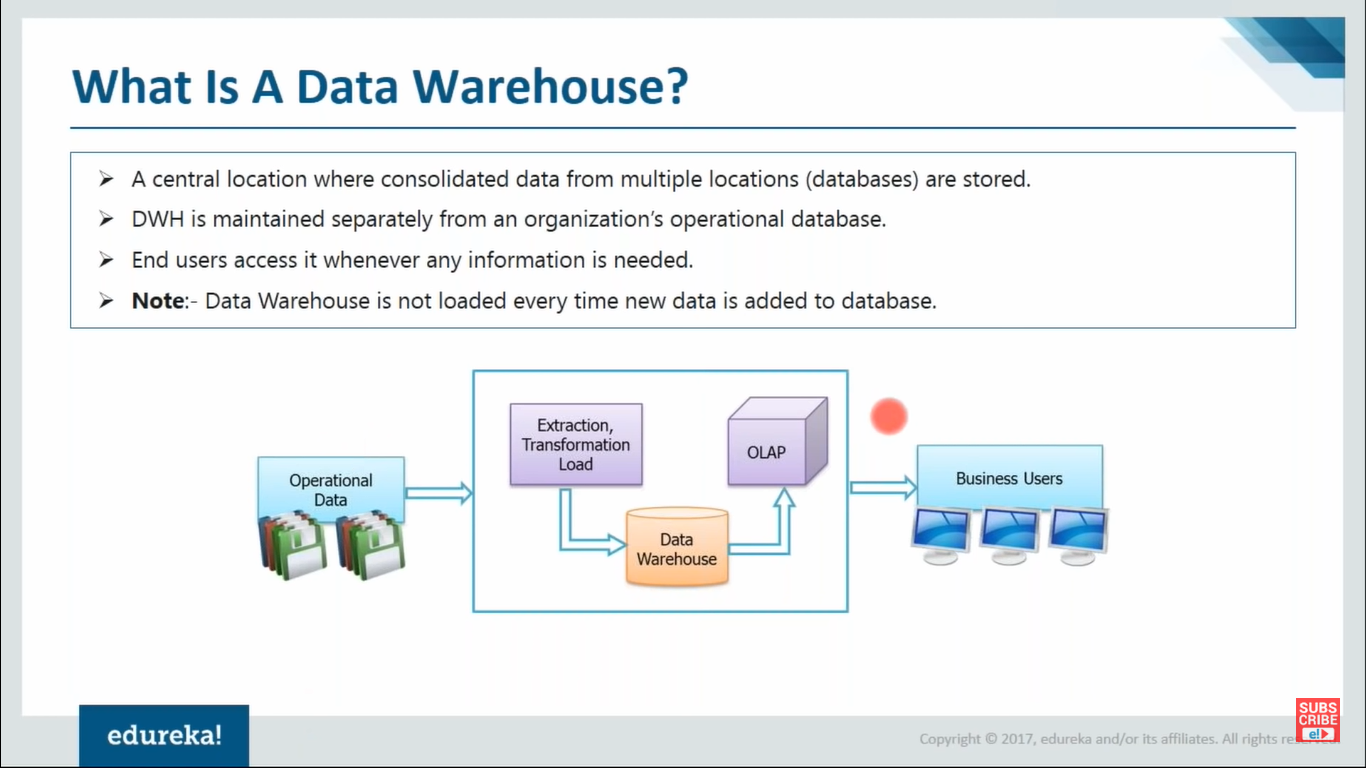 What Is A Data Warehouse?
➤ A central location where consolidated data from multiple locations (databases) are stored.
➤ DWH is maintained separately from an organization’s operational database.
➤ End users access it whenever any information is needed.
➤ Note:- Data Warehouse is not loaded every time new data is added to database.
Extraction,
Transformation
Load
OLAP
Operational
Data
Business Users
Data
Warehouse
edureka!
Copyright © 2017, edureka and/or its affiliates. All rights
SUBS
CRIBE
e!